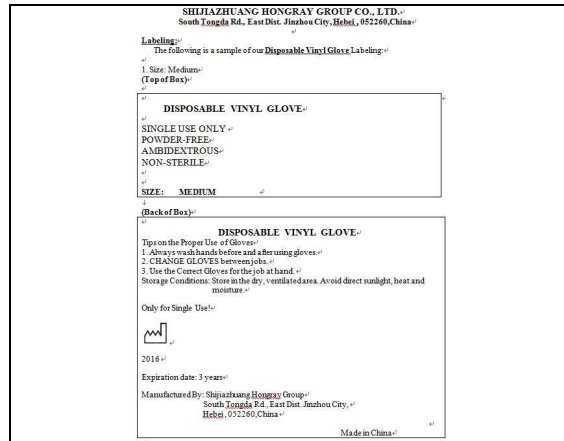 SHIJIAZHUANG HONGRAY GROUP CO., LTD.
South Tongda Rd., East Dist. Jinzhou City, Hebei, 052260,China
Labeling:
The following is a sample of our Disposable Vinyl Glove Labeling:
1. Size: Medium
(Top of Box)
DISPOSABLE VINYL GLOVE
SINGLE USE ONLY
POWDER-FREE
AMBIDEXTROUS
NON-STERILE
SIZE: MEDIUM
(Back of Box)
DISPOSABLE VINYL GLOVE
Tips on the Proper Use of Gloves
1. Always wash hands before and after using gloves.
2. CHANGE GLOVES between jobs.
3. Use the Correct Gloves for the job at hand.
Storage Conditions: Store in the dry, ventilated area. Avoid direct sunlight, heat and
moisture.
Only for Single Use!
2016
Expiration date: 3 years
Manufactured By: Shijiazhuang Hongray Group
South Tongda Rd., East Dist. Jinzhou City,
Hebei, 052260,China
Made in China